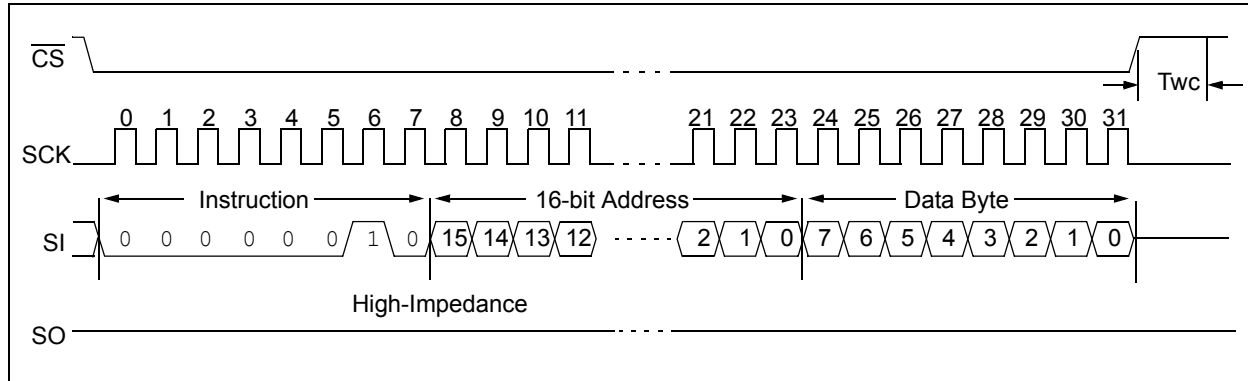 CS
Twc
0 1 2 3 4 5 6 7 8 9 10 11 21 22 23 24 25 26 27 28 29 30 31
SCK
Instruction 16-bit Address Data Byte
SI 0 0 0 0 0 0 1 0 15 14 13 12 2 1 0 7 6 5 4 3 2 1 0
High-Impedance
SO